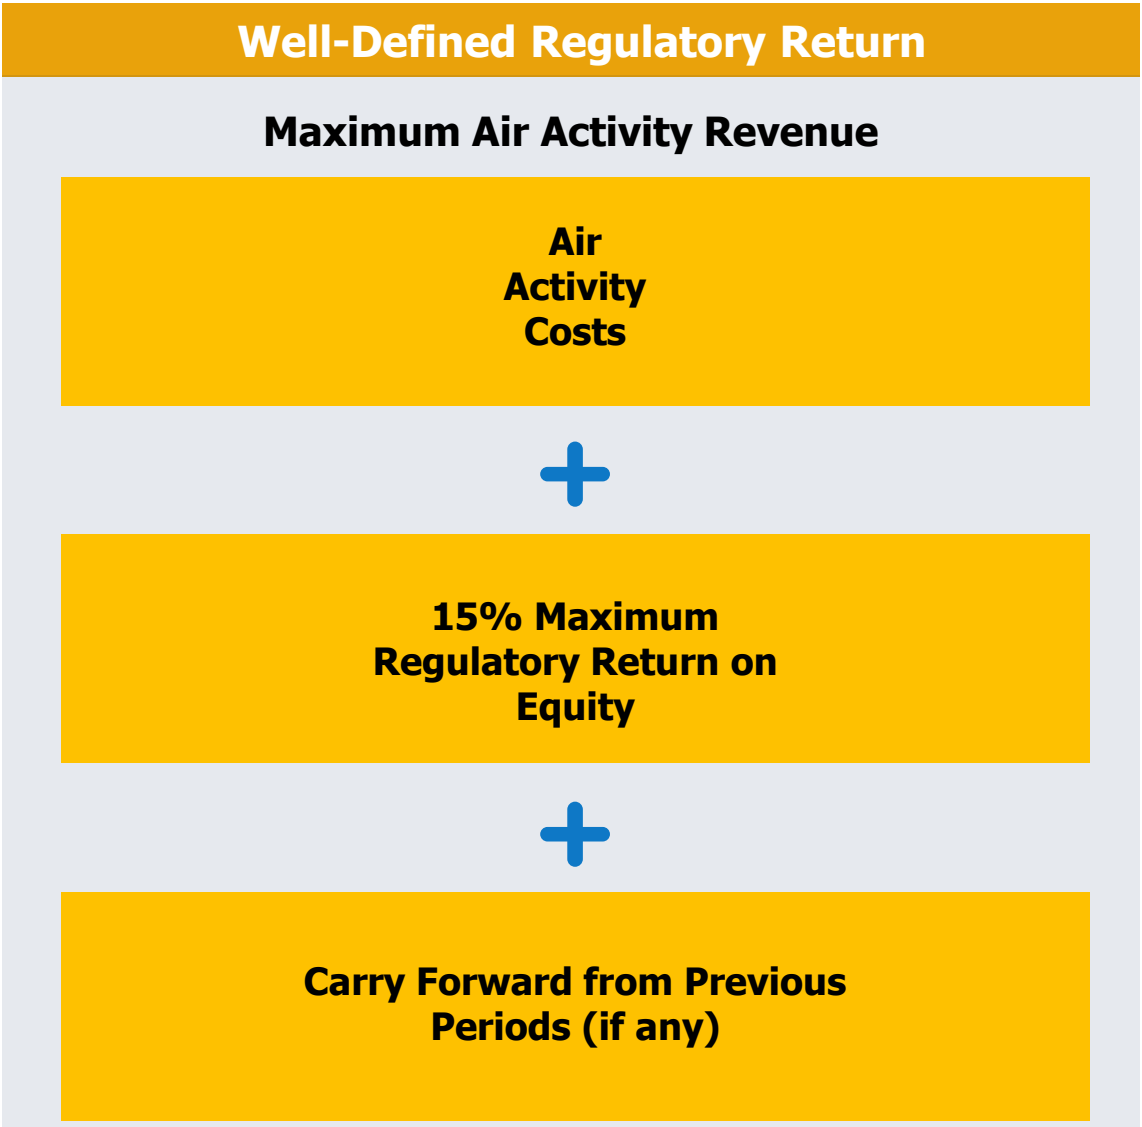 Well-Defined Regulatory Return
Maximum Air Activity Revenue
Air
Activity
Costs
+
15% Maximum
Regulatory Return on
Equity
+
Carry Forward from Previous
Periods (if any)